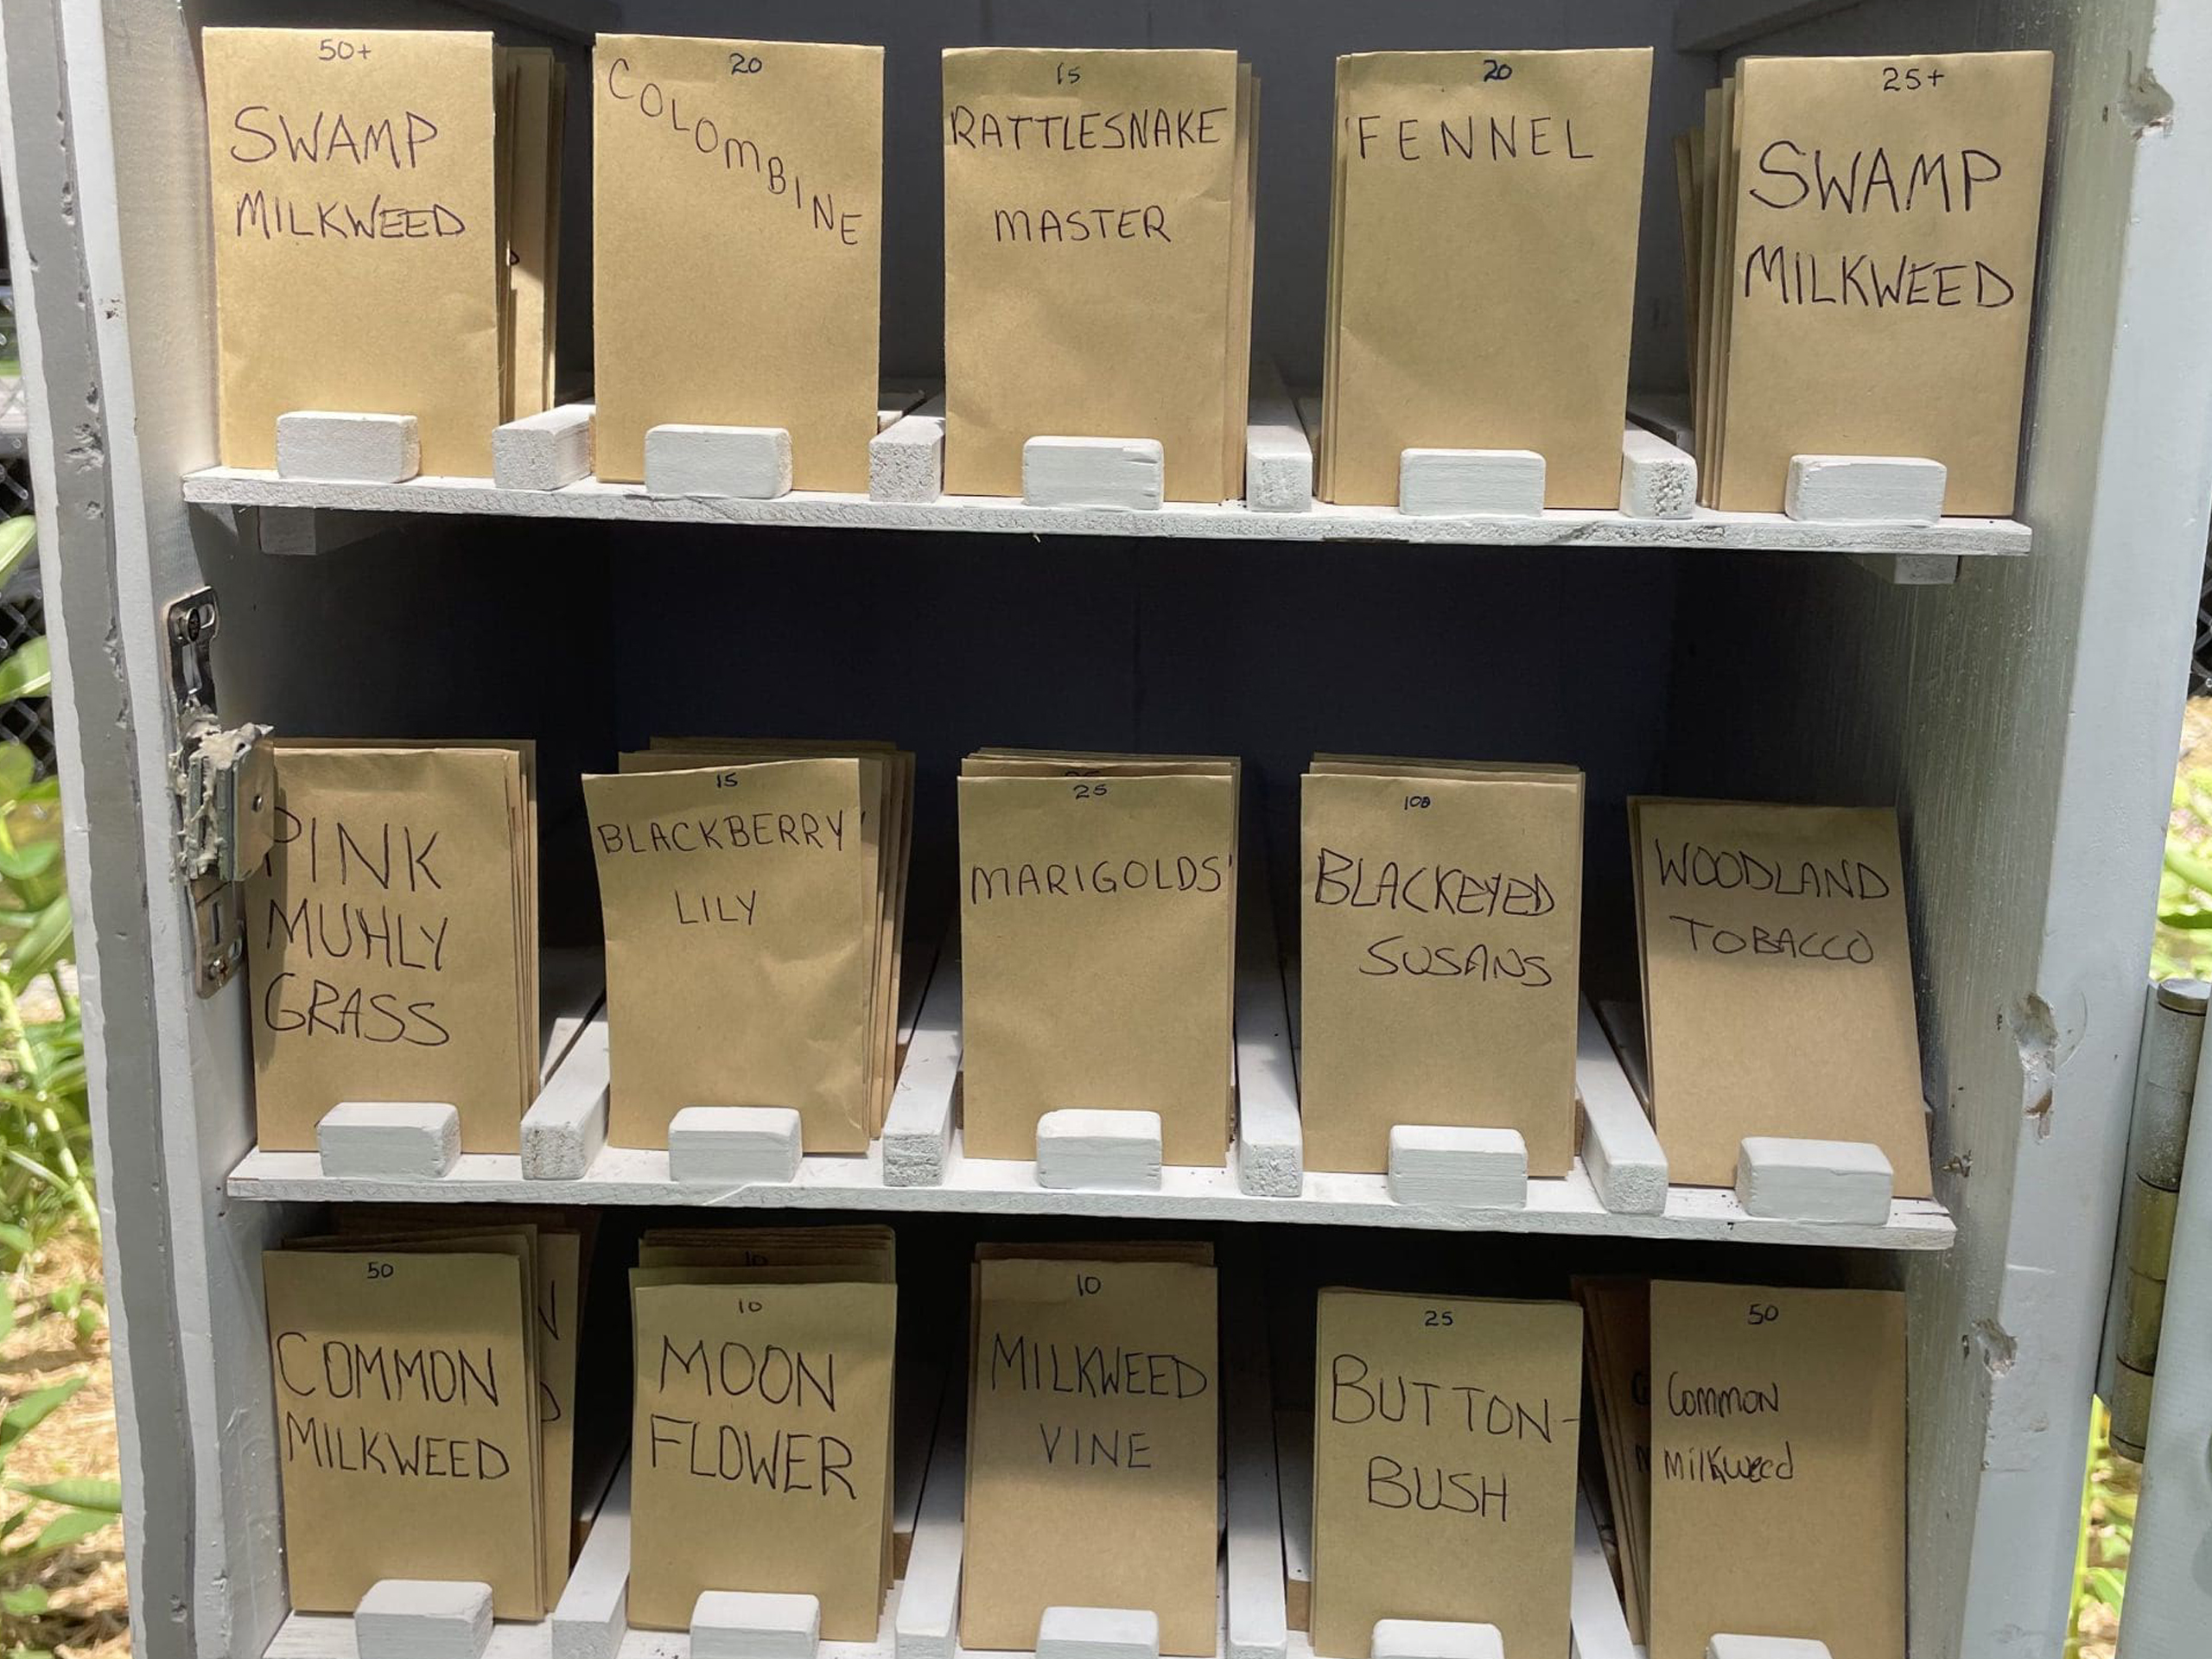 50+
SWAMP
MILKWEED
20
COLOMBINE
15
RATTLESNAKE
MASTER
20
FENNEL
25+
SWAMP
MILKWEED
PINK
MUHLY
GRASS
15
BLACKBERRY
LILY
25
MARIGOLDS
100
BLACKEYED
SUSANS
WOODLAND
TOBACCO
50
COMMON
MILKWEED
10
10
MOON
FLOWER
10
MILKWEED
VINE
25
BUTTON-
BUSH
50
Common
Milkweed